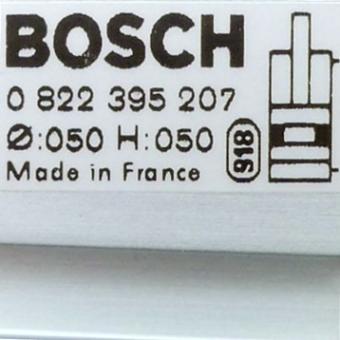 BOSCH
0 822 395 207
Ø:050 H:050
Made in France
918